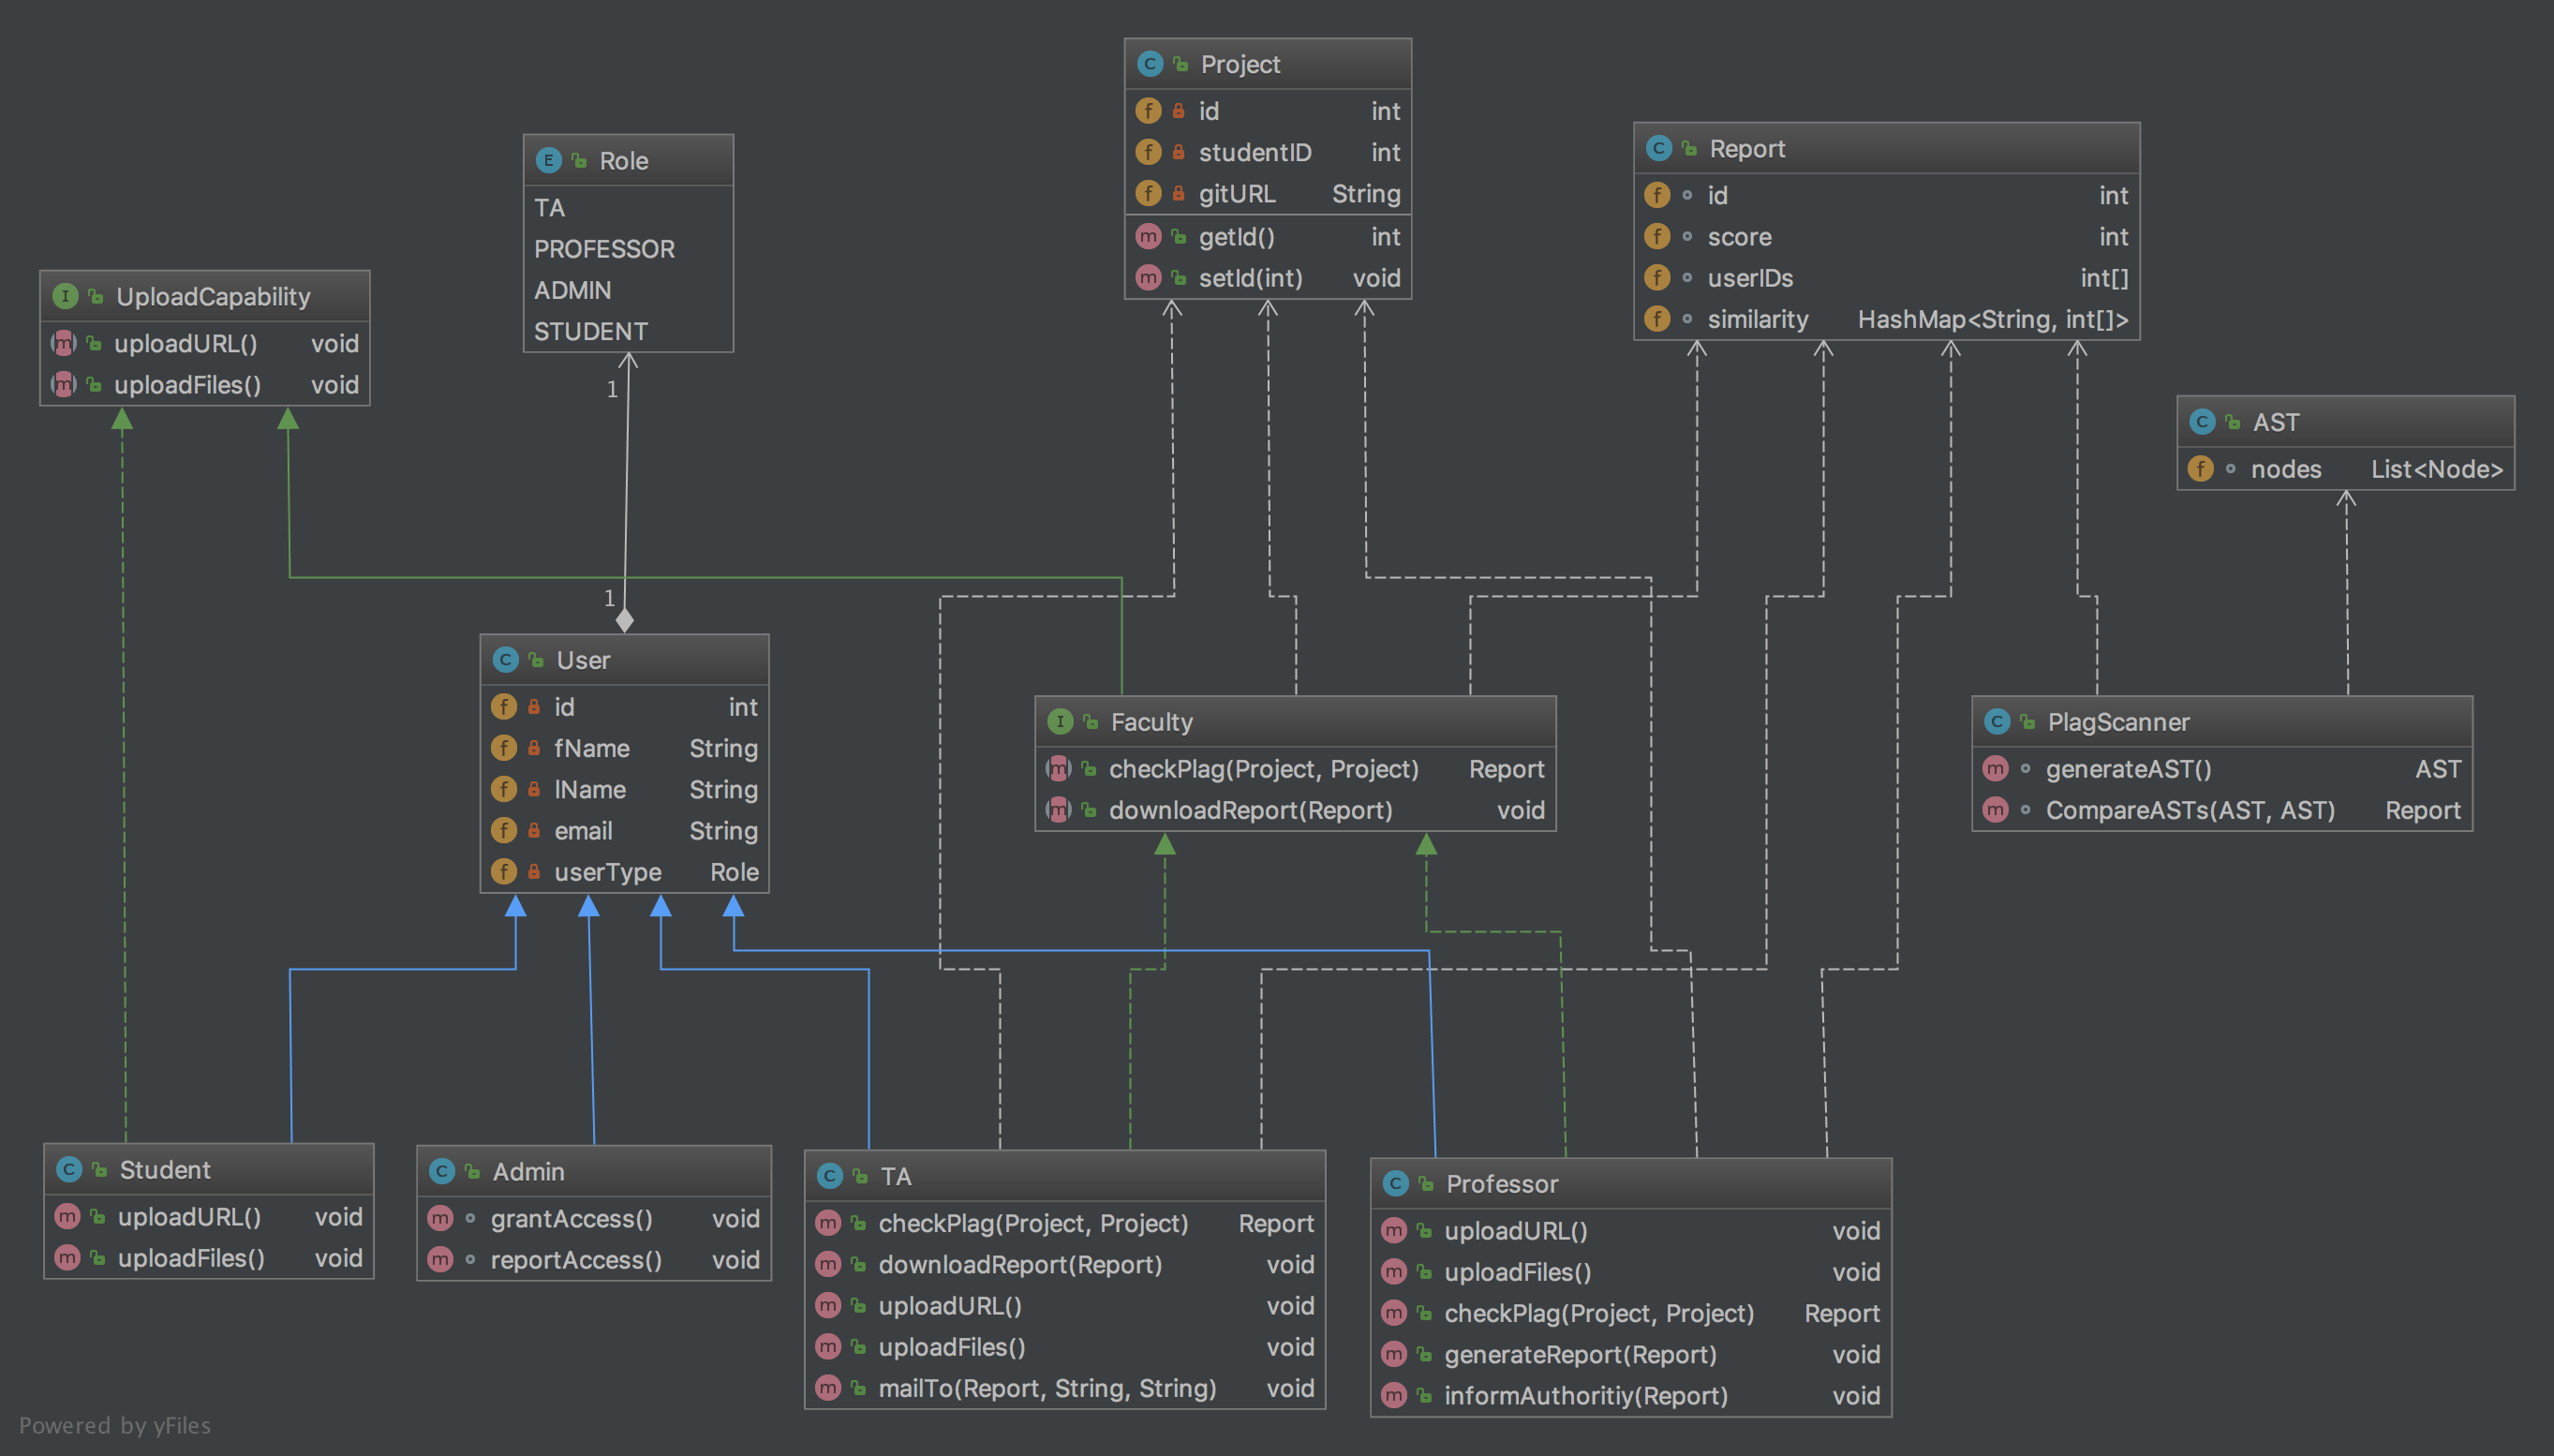 Project
id int
studentID int
gitURL String
getId() int
setId(int) void
Role
TA
PROFESSOR
ADMIN
STUDENT
Report
id int
score int
userIDs int[]
similarity HashMap<String, int[]>
UploadCapability
uploadURL() void
uploadFiles() void
1
1
AST
nodes List<Node>
User
id int
fName String
lName String
email String
userType Role
Faculty
checkPlag(Project, Project) Report
downloadReport(Report) void
PlagScanner
generateAST() AST
CompareASTs(AST, AST) Report
Student
uploadURL() void
uploadFiles() void
Admin
grantAccess() void
reportAccess() void
TA
checkPlag(Project, Project) Report
downloadReport(Report) void
uploadURL() void
uploadFiles() void
mailTo(Report, String, String) void
Professor
uploadURL() void
uploadFiles() void
checkPlag(Project, Project) Report
generateReport(Report) void
informAuthoritiy(Report) void
Powered by yFiles